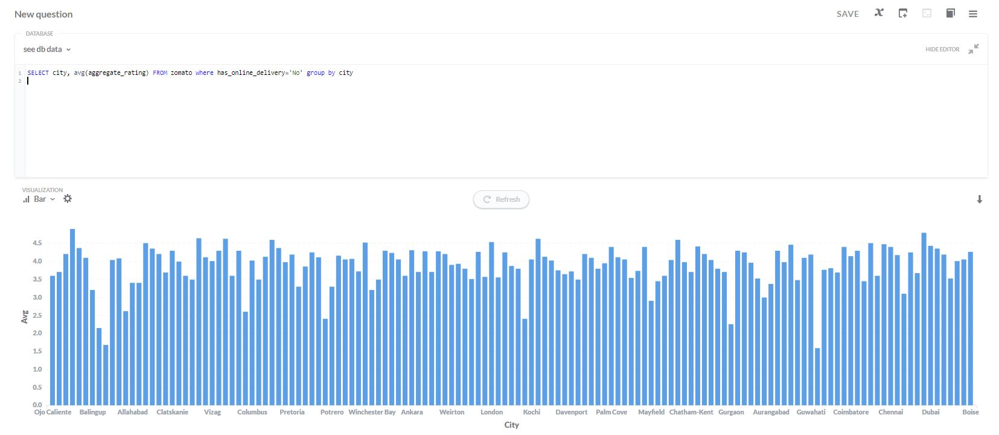 New question
SAVE
DATABASE
see db data
HIDE EDITOR
1 SELECT city, avg(aggregate_rating) FROM zomato where has_online_delivery='No' group by city
2
VISUALIZATION
Bar
Refresh
4.5
4.0
3.5
3.0
2.5
2.0
1.5
1.0
0.5
0.0
Avg
Ojo Caliente Balingup Allahabad Clatskanie Vizag Columbus Pretoria Potrero Winchester Bay Ankara Weirton London Kochi Davenport Palm Cove Mayfield Chatham-Kent Gurgaon Aurangabad Guwahati Coimbatore Chennai Dubai Boise
City